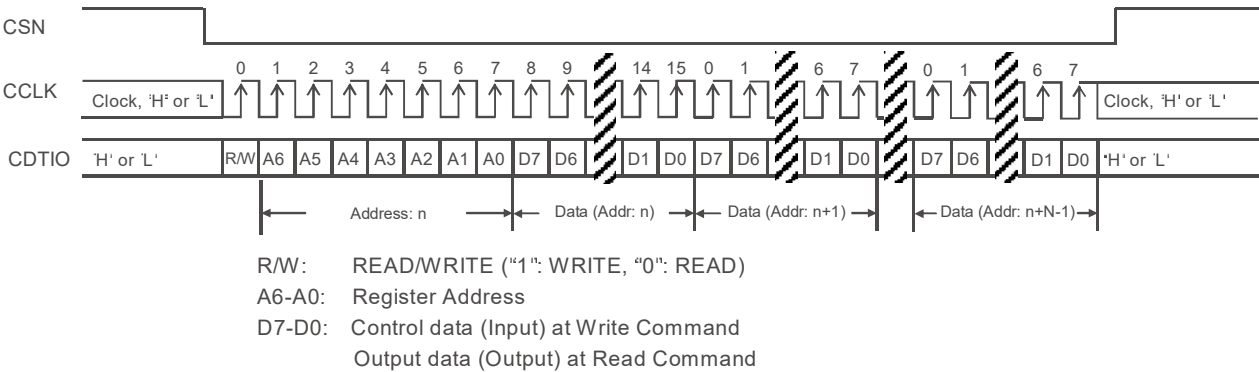 CSN
0 1 2 3 4 5 6 7 8 9 14 15 0 1 6 7 0 1 6 7
CCLK Clock, 'H' or 'L' Clock, 'H' or 'L'
CDTIO 'H' or 'L' R/W A6 A5 A4 A3 A2 A1 A0 D7 D6 D1 D0 D7 D6 D1 D0 D7 D6 D1 D0 'H' or 'L'
Address: n Data (Addr: n) Data (Addr: n+1) Data (Addr: n+N-1)
R/W: READ/WRITE ("1": WRITE, "0": READ)
A6-A0: Register Address
D7-D0: Control data (Input) at Write Command
Output data (Output) at Read Command